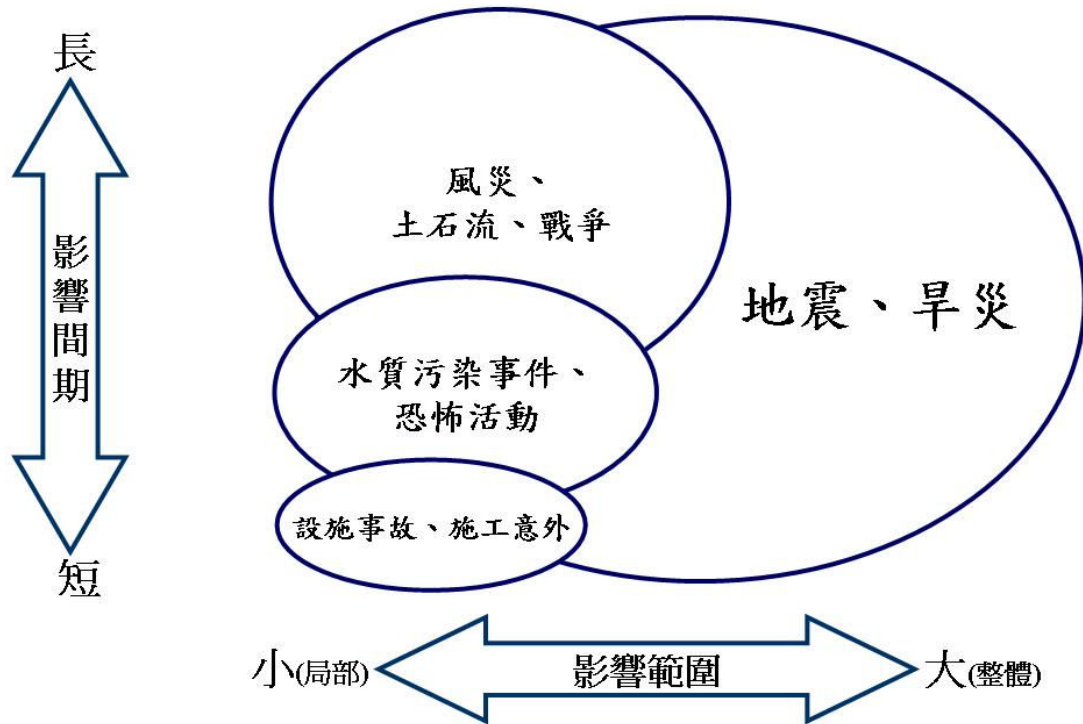 長
影響間期
短
風災、
土石流、戰爭
地震、旱災
水質污染事件、
恐怖活動
設施事故、施工意外
小(局部)
影響範圍
大(整體)